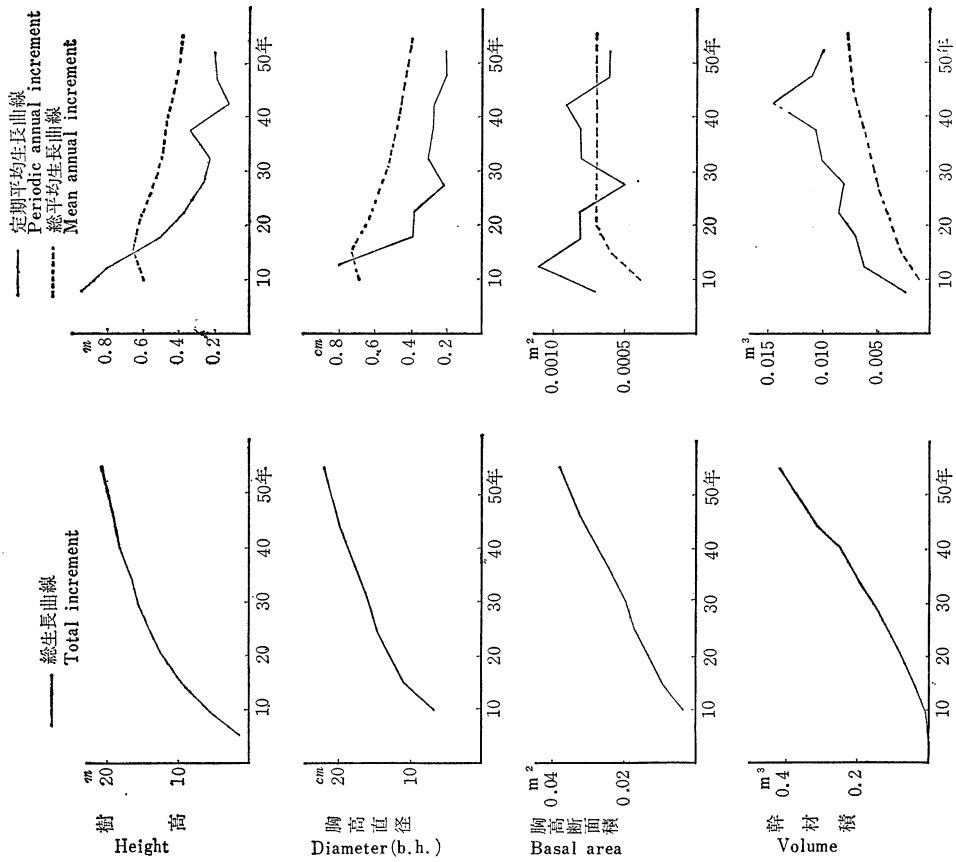 総生長曲線
Total increment
定期平均生長曲線
Periodic annual increment
総平均生長曲線
Mean annual increment
樹高
Height
m
20
10
10 20 30 40 50年
m
0.8
0.6
0.4
0.2
10 20 30 40 50年
胸高直径
Diameter(b.h.)
cm
20
10
10 20 30 40 50年
cm
0.8
0.6
0.4
0.2
10 20 30 40 50年
胸高断面積
Basal area
m²
0.04
0.02
10 20 30 40 50年
m²
0.0010
0.0005
10 20 30 40 50年
幹材積
Volume
m³
0.4
0.2
10 20 30 40 50年
m³
0.015
0.010
0.005
10 20 30 40 50年